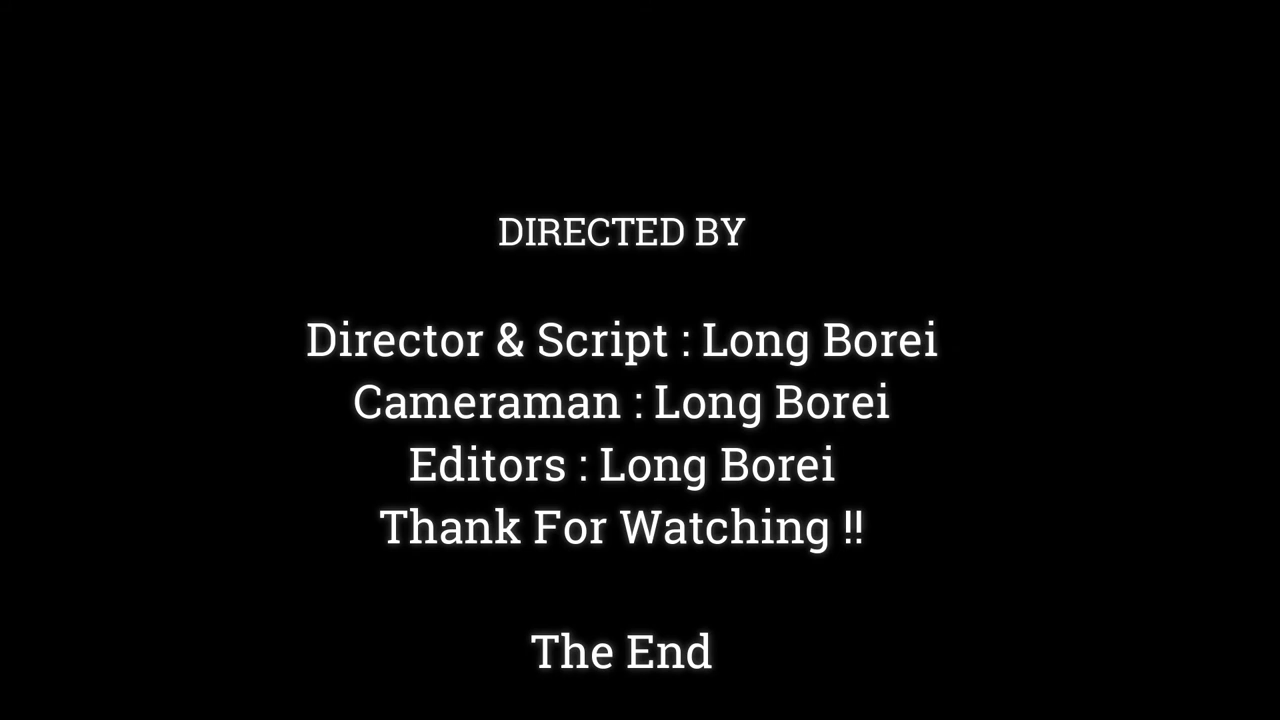 DIRECTED BY
Director & Script : Long Borei
Cameraman : Long Borei
Editors : Long Borei
Thank For Watching !!
The End